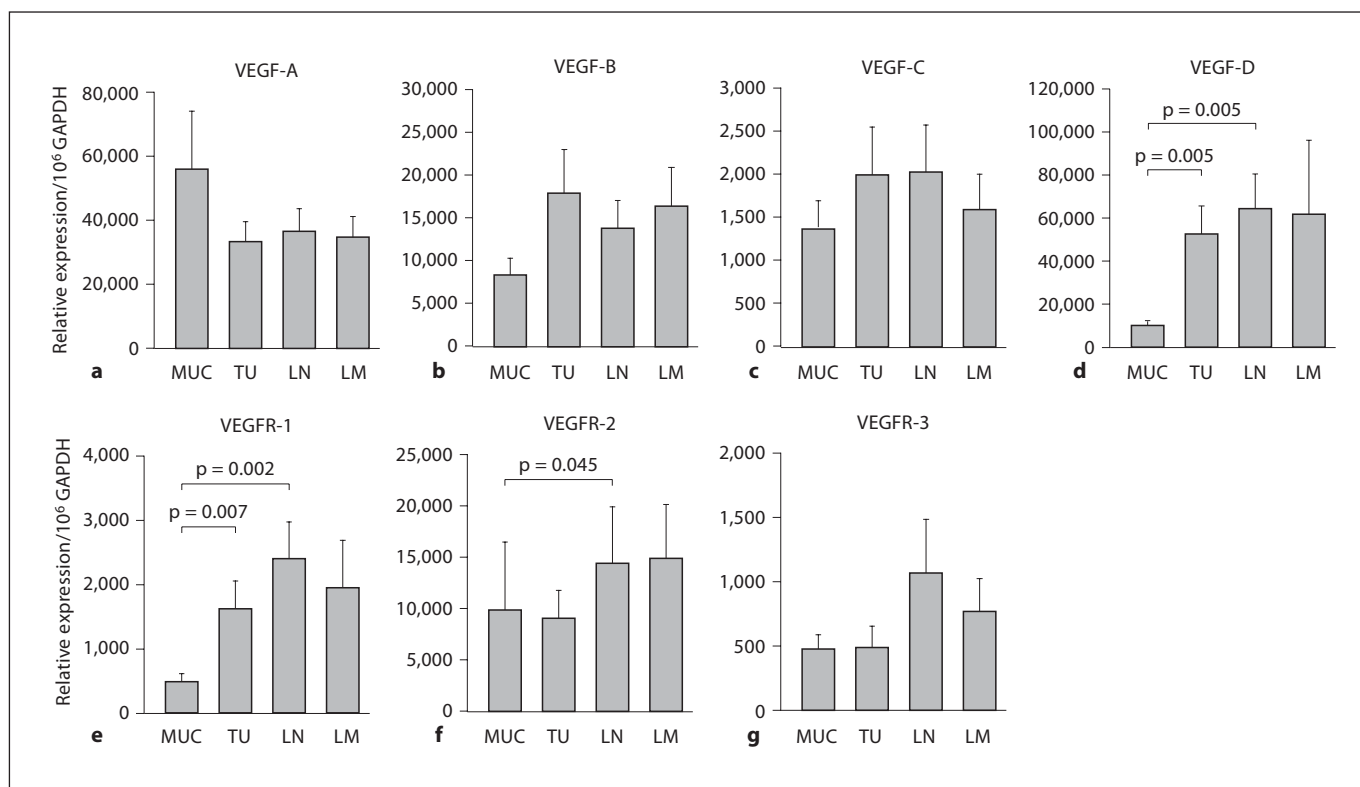 VEGF-A
Relative expression/10⁶ GAPDH
80,000
60,000
40,000
20,000
0
MUC TU LN LM
a
VEGF-B
30,000
25,000
20,000
15,000
10,000
5,000
0
MUC TU LN LM
b
VEGF-C
3,000
2,500
2,000
1,500
1,000
500
0
MUC TU LN LM
c
VEGF-D
120,000
100,000
80,000
60,000
40,000
20,000
0
p = 0.005
p = 0.005
MUC TU LN LM
d
VEGFR-1
Relative expression/10⁶ GAPDH
4,000
3,000
2,000
1,000
0
p = 0.002
p = 0.007
MUC TU LN LM
e
VEGFR-2
25,000
20,000
15,000
10,000
5,000
0
p = 0.045
MUC TU LN LM
f
VEGFR-3
2,000
1,500
1,000
500
0
MUC TU LN LM
g